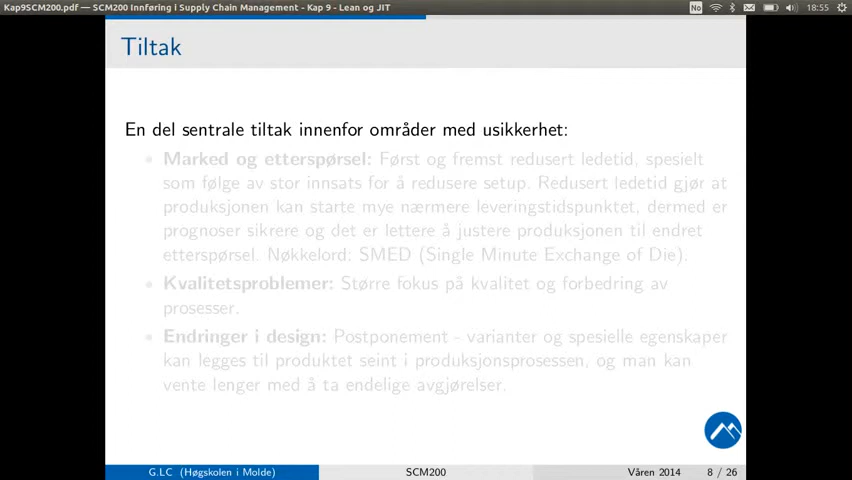 Kap9SCM200.pdf — SCM200 Innføring i Supply Chain Management - Kap 9 - Lean og JIT
No
18:55
Tiltak
En del sentrale tiltak innenfor områder med usikkerhet:
• Marked og etterspørsel: Først og fremst redusert ledetid, spesielt
som følge av stor innsats for å redusere setup. Redusert ledetid gjør at
produksjonen kan starte mye nærmere leveringstidspunktet, dermed er
prognoser sikrere og det er lettere å justere produksjonen til endret
etterspørsel. Nøkkelord: SMED (Single Minute Exchange of Die).
• Kvalitetsproblemer: Større fokus på kvalitet og forbedring av
prosesser.
• Endringer i design: Postponement - varianter og spesielle egenskaper
kan legges til produktet seint i produksjonsprosessen, og man kan
vente lenger med å ta endelige avgjørelser.
G.LC (Høgskolen i Molde)
SCM200
Våren 2014
8 / 26